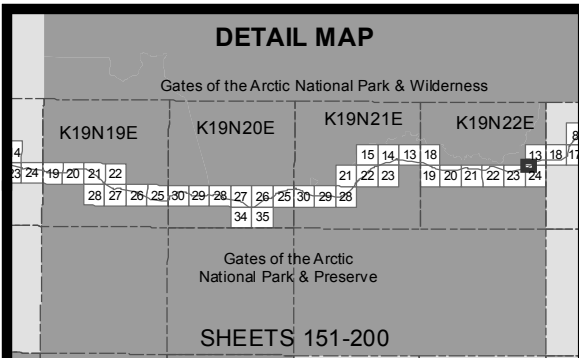 DETAIL MAP
Gates of the Arctic National Park & Wilderness
K19N19E K19N20E K19N21E K19N22E
8
4 15 14 13 18 13 18 17
23 24 19 20 21 22 21 22 23 19 20 21 22 23 24
28 27 26 25 30 29 28 27 26 25 30 29 28
34 35
Gates of the Arctic
National Park & Preserve
SHEETS 151-200